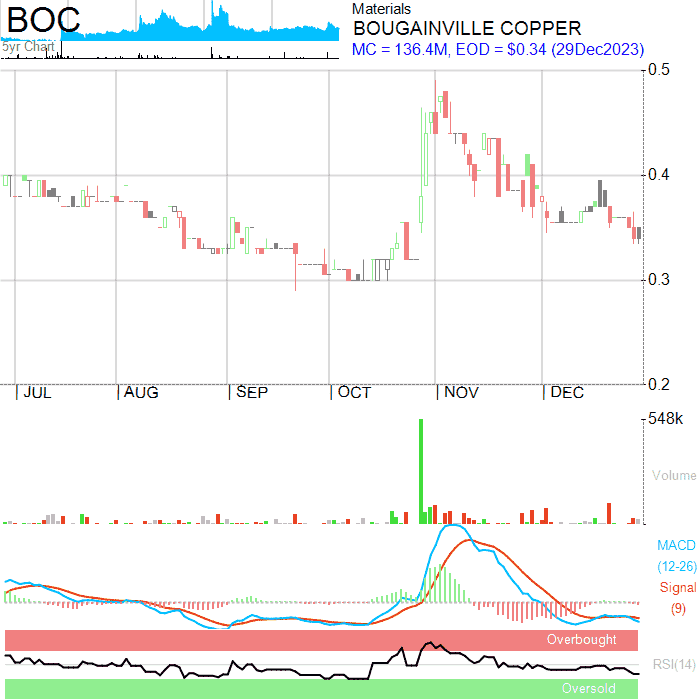 BOC
5yr Chart
Materials
BOUGAINVILLE COPPER
MC = 136.4M, EOD = $0.34 (29Dec2023)
0.5
0.4
0.3
0.2
JUL AUG SEP OCT NOV DEC
548k
Volume
MACD
(12-26)
Signal
(9)
Overbought
RSI(14)
Oversold